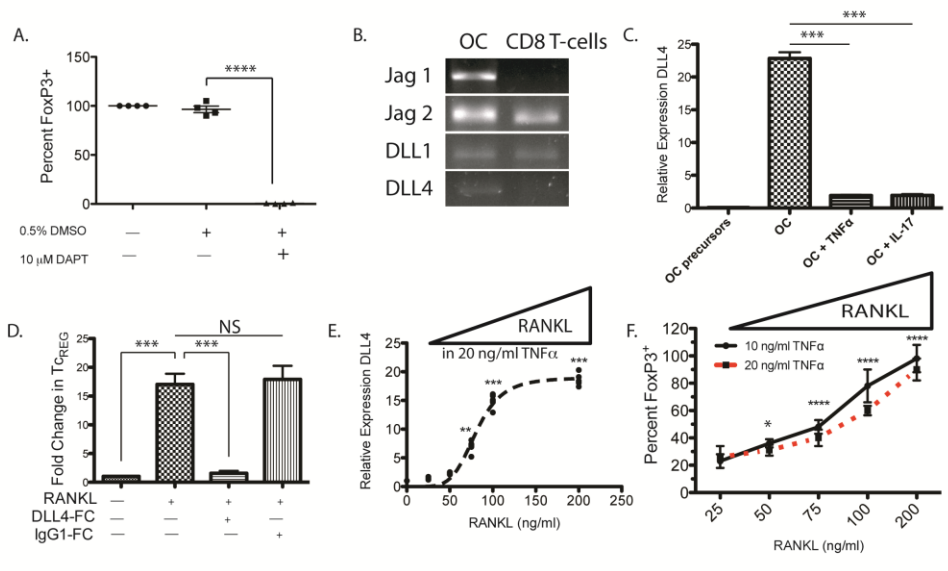 A.
****
Percent FoxP3+
150
100
50
0
0.5% DMSO — + +
10 µM DAPT — — +
B.
OC CD8 T-cells
Jag 1
Jag 2
DLL1
DLL4
C.
***
***
Relative Expression DLL4
25
20
15
10
5
0
OC precursors
OC
OC + TNFα
OC + IL-17
D.
NS
*** ***
Fold Change in TcREG
25
20
15
10
5
0
RANKL — + + +
DLL4-FC — — + —
IgG1-FC — — — +
E.
RANKL
in 20 ng/ml TNFα
Relative Expression DLL4
25
20
15
10
5
0
** *** ***
0 50 100 150 200 250
RANKL (ng/ml)
F.
RANKL
10 ng/ml TNFα
20 ng/ml TNFα
Percent FoxP3+
120
100
80
60
40
20
0
* **** **** ****
25 50 75 100 200
RANKL (ng/ml)